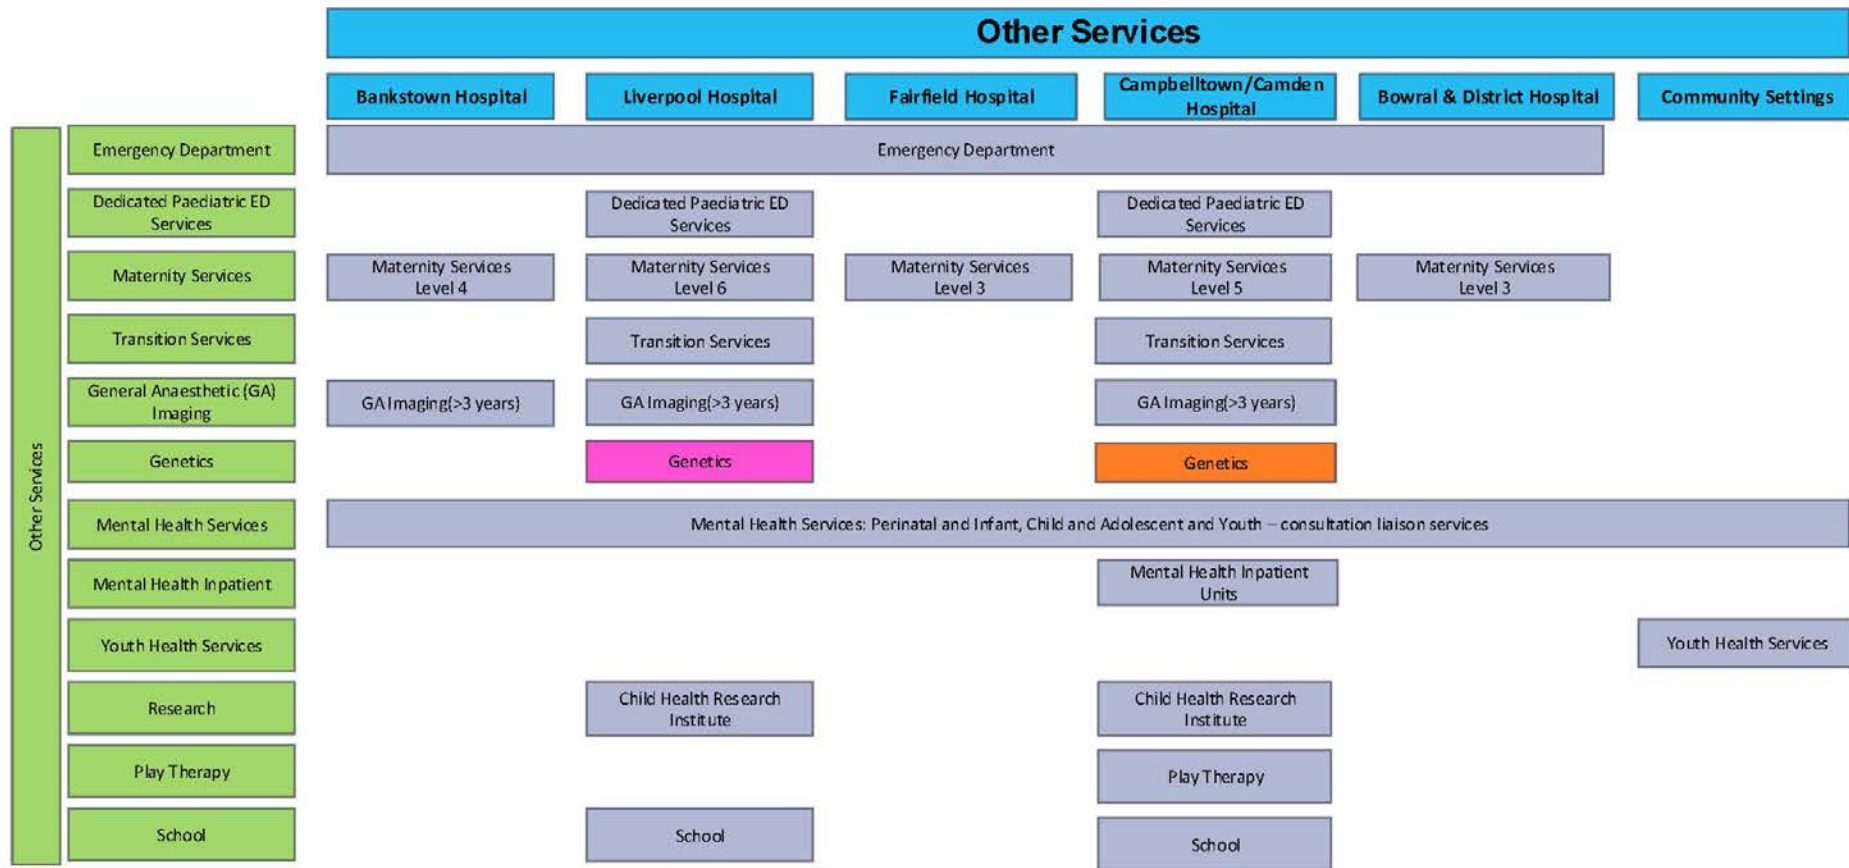 Other Services
Bankstown Hospital
Liverpool Hospital
Fairfield Hospital
Campbelltown/Camden
Hospital
Bowral & District Hospital
Community Settings
Other Services
Emergency Department
Emergency Department
Dedicated Paediatric ED
Services
Dedicated Paediatric ED
Services
Dedicated Paediatric ED
Services
Maternity Services
Maternity Services
Level 4
Maternity Services
Level 6
Maternity Services
Level 3
Maternity Services
Level 5
Maternity Services
Level 3
Transition Services
Transition Services
Transition Services
General Anaesthetic (GA)
Imaging
GA Imaging(>3 years)
GA Imaging(>3 years)
GA Imaging(>3 years)
Genetics
Genetics
Genetics
Mental Health Services
Mental Health Services: Perinatal and Infant, Child and Adolescent and Youth – consultation liaison services
Mental Health Inpatient
Mental Health Inpatient
Units
Youth Health Services
Youth Health Services
Research
Child Health Research
Institute
Child Health Research
Institute
Play Therapy
Play Therapy
School
School
School